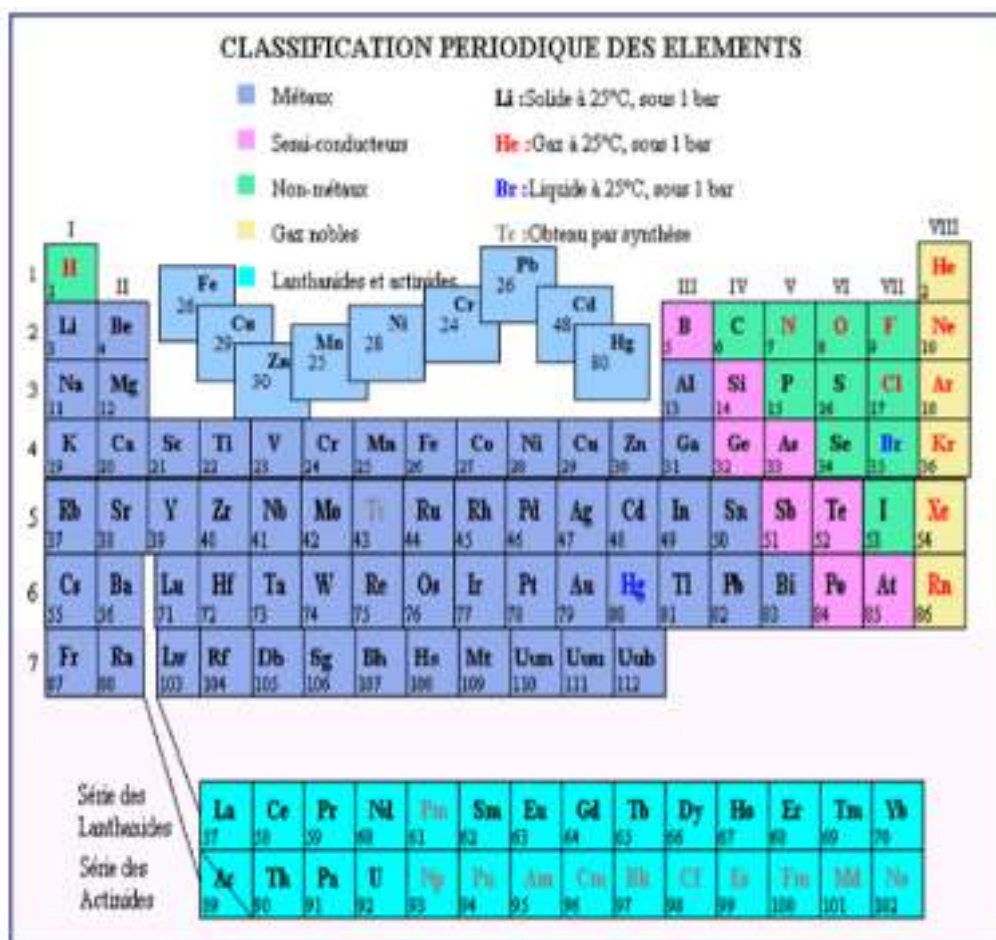 CLASSIFICATION PERIODIQUE DES ELEMENTS
Métaux
Li :Solide à 25°C, sous 1 bar
Semi-conducteurs
He :Gaz à 25°C, sous 1 bar
Non-métaux
Br :Liquide à 25°C, sous 1 bar
Gaz nobles
Tc :Obtenu par synthèse
Lanthanides et actinides
I II III IV V VI VII VIII
Fe 26
Cu 29
Zn 30
Mn 25
Ni 28
Cr 24
Pb 26
Cd 48
Hg 80
1 H 1 He 2
2 Li 3 Be 4 B 5 C 6 N 7 O 8 F 9 Ne 10
3 Na 11 Mg 12 Al 13 Si 14 P 15 S 16 Cl 17 Ar 18
4 K 19 Ca 20 Sc 21 Ti 22 V 23 Cr 24 Mn 25 Fe 26 Co 27 Ni 28 Cu 29 Zn 30 Ga 31 Ge 32 As 33 Se 34 Br 35 Kr 36
5 Rb 37 Sr 38 Y 39 Zr 40 Nb 41 Mo 42 Tc 43 Ru 44 Rh 45 Pd 46 Ag 47 Cd 48 In 49 Sn 50 Sb 51 Te 52 I 53 Xe 54
6 Cs 55 Ba 56 Lu 71 Hf 72 Ta 73 W 74 Re 75 Os 76 Ir 77 Pt 78 Au 79 Hg 80 Tl 81 Pb 82 Bi 83 Po 84 At 85 Rn 86
7 Fr 87 Ra 88 Lw 103 Rf 104 Db 105 Sg 106 Bh 107 Hs 108 Mt 109 Uun 110 Uuu 111 Uub 112
Série des
Lanthanides
La 57 Ce 58 Pr 59 Nd 60 Pm 61 Sm 62 Eu 63 Gd 64 Tb 65 Dy 66 Ho 67 Er 68 Tm 69 Yb 70
Série des
Actinides
Ac 89 Th 90 Pa 91 U 92 Np 93 Pu 94 Am 95 Cm 96 Bk 97 Cf 98 Es 99 Fm 100 Md 101 No 102